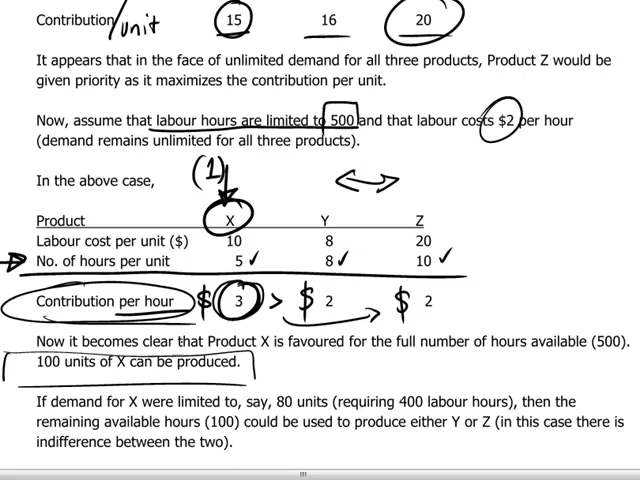 Contribution/unit 15 16 20
It appears that in the face of unlimited demand for all three products, Product Z would be
given priority as it maximizes the contribution per unit.
Now, assume that labour hours are limited to 500 and that labour costs $2 per hour
(demand remains unlimited for all three products).
In the above case, (1)
Product X Y Z
Labour cost per unit ($) 10 8 20
No. of hours per unit 5 ✓ 8 ✓ 10 ✓
Contribution per hour $ 3 > $ 2 $ 2
Now it becomes clear that Product X is favoured for the full number of hours available (500).
100 units of X can be produced.
If demand for X were limited to, say, 80 units (requiring 400 labour hours), then the
remaining available hours (100) could be used to produce either Y or Z (in this case there is
indifference between the two).